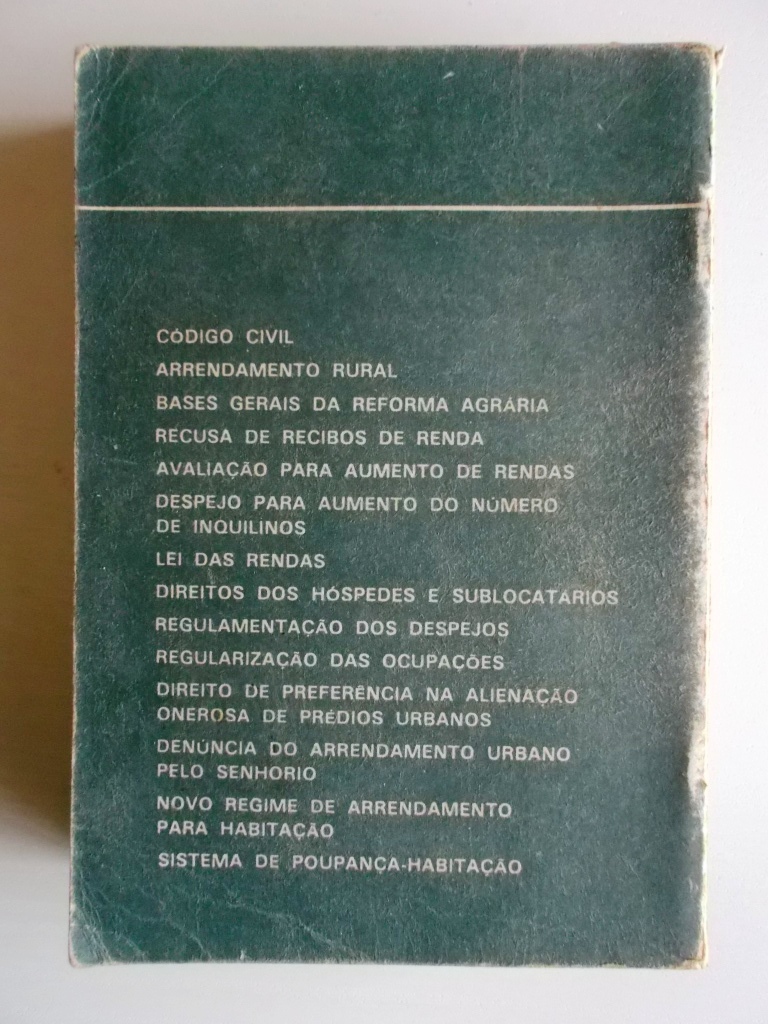 CÓDIGO CIVIL
ARRENDAMENTO RURAL
BASES GERAIS DA REFORMA AGRÁRIA
RECUSA DE RECIBOS DE RENDA
AVALIAÇÃO PARA AUMENTO DE RENDAS
DESPEJO PARA AUMENTO DO NÚMERO
DE INQUILINOS
LEI DAS RENDAS
DIREITOS DOS HÓSPEDES E SUBLOCATÁRIOS
REGULAMENTAÇÃO DOS DESPEJOS
REGULARIZAÇÃO DAS OCUPAÇÕES
DIREITO DE PREFERÊNCIA NA ALIENAÇÃO
ONEROSA DE PRÉDIOS URBANOS
DENÚNCIA DO ARRENDAMENTO URBANO
PELO SENHORIO
NOVO REGIME DE ARRENDAMENTO
PARA HABITAÇÃO
SISTEMA DE POUPANÇA-HABITAÇÃO